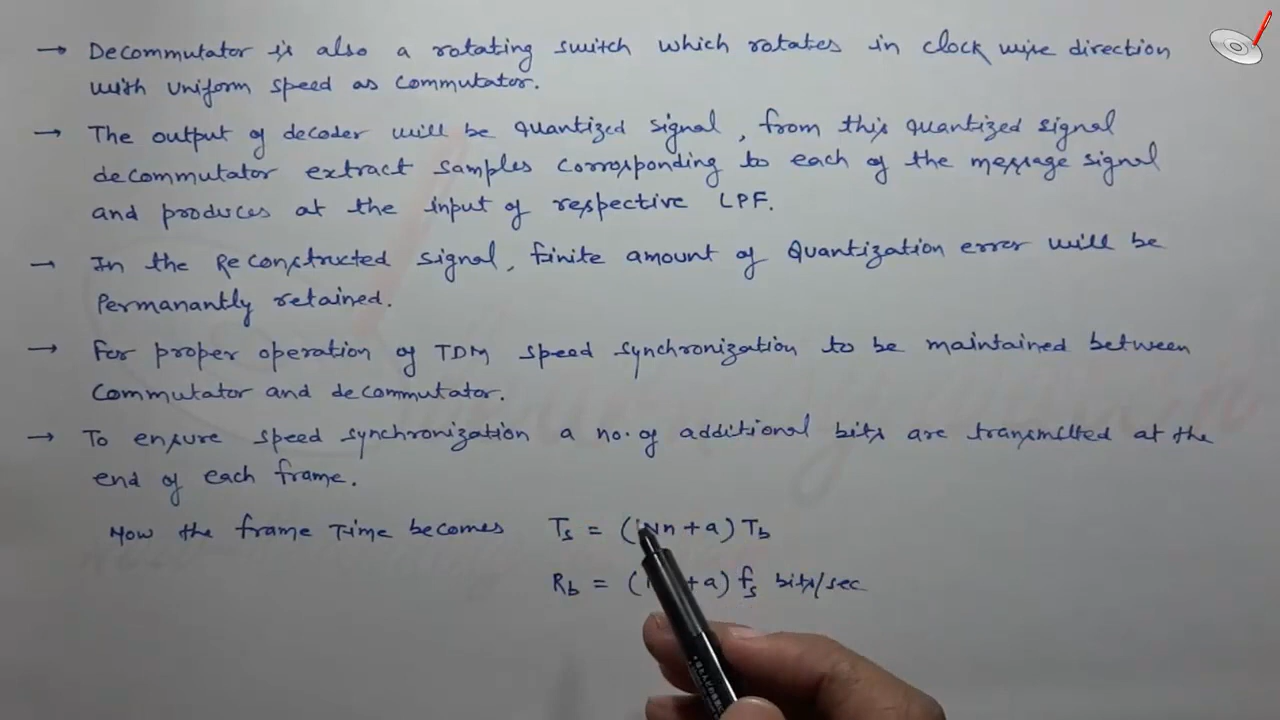 → Decommutator is also a rotating switch which rotates in clock wise direction
with uniform speed as commutator.
→ The output of decoder will be quantized signal, from this quantized signal
decommutator extract samples corrosponding to each of the message signal
and produces at the input of respective LPF.
→ In the Reconstructed signal, finite amount of Quantization error will be
Permanantly retained.
→ For proper operation of TDM speed synchronization to be maintained between
Commutator and decommutator.
→ To ensure speed synchronization a no. of additional bits are transmitted at the
end of each frame.
Now the frame Time becomes Ts = (Nn + a) Tb
Rb = ( + a) fs bits/sec